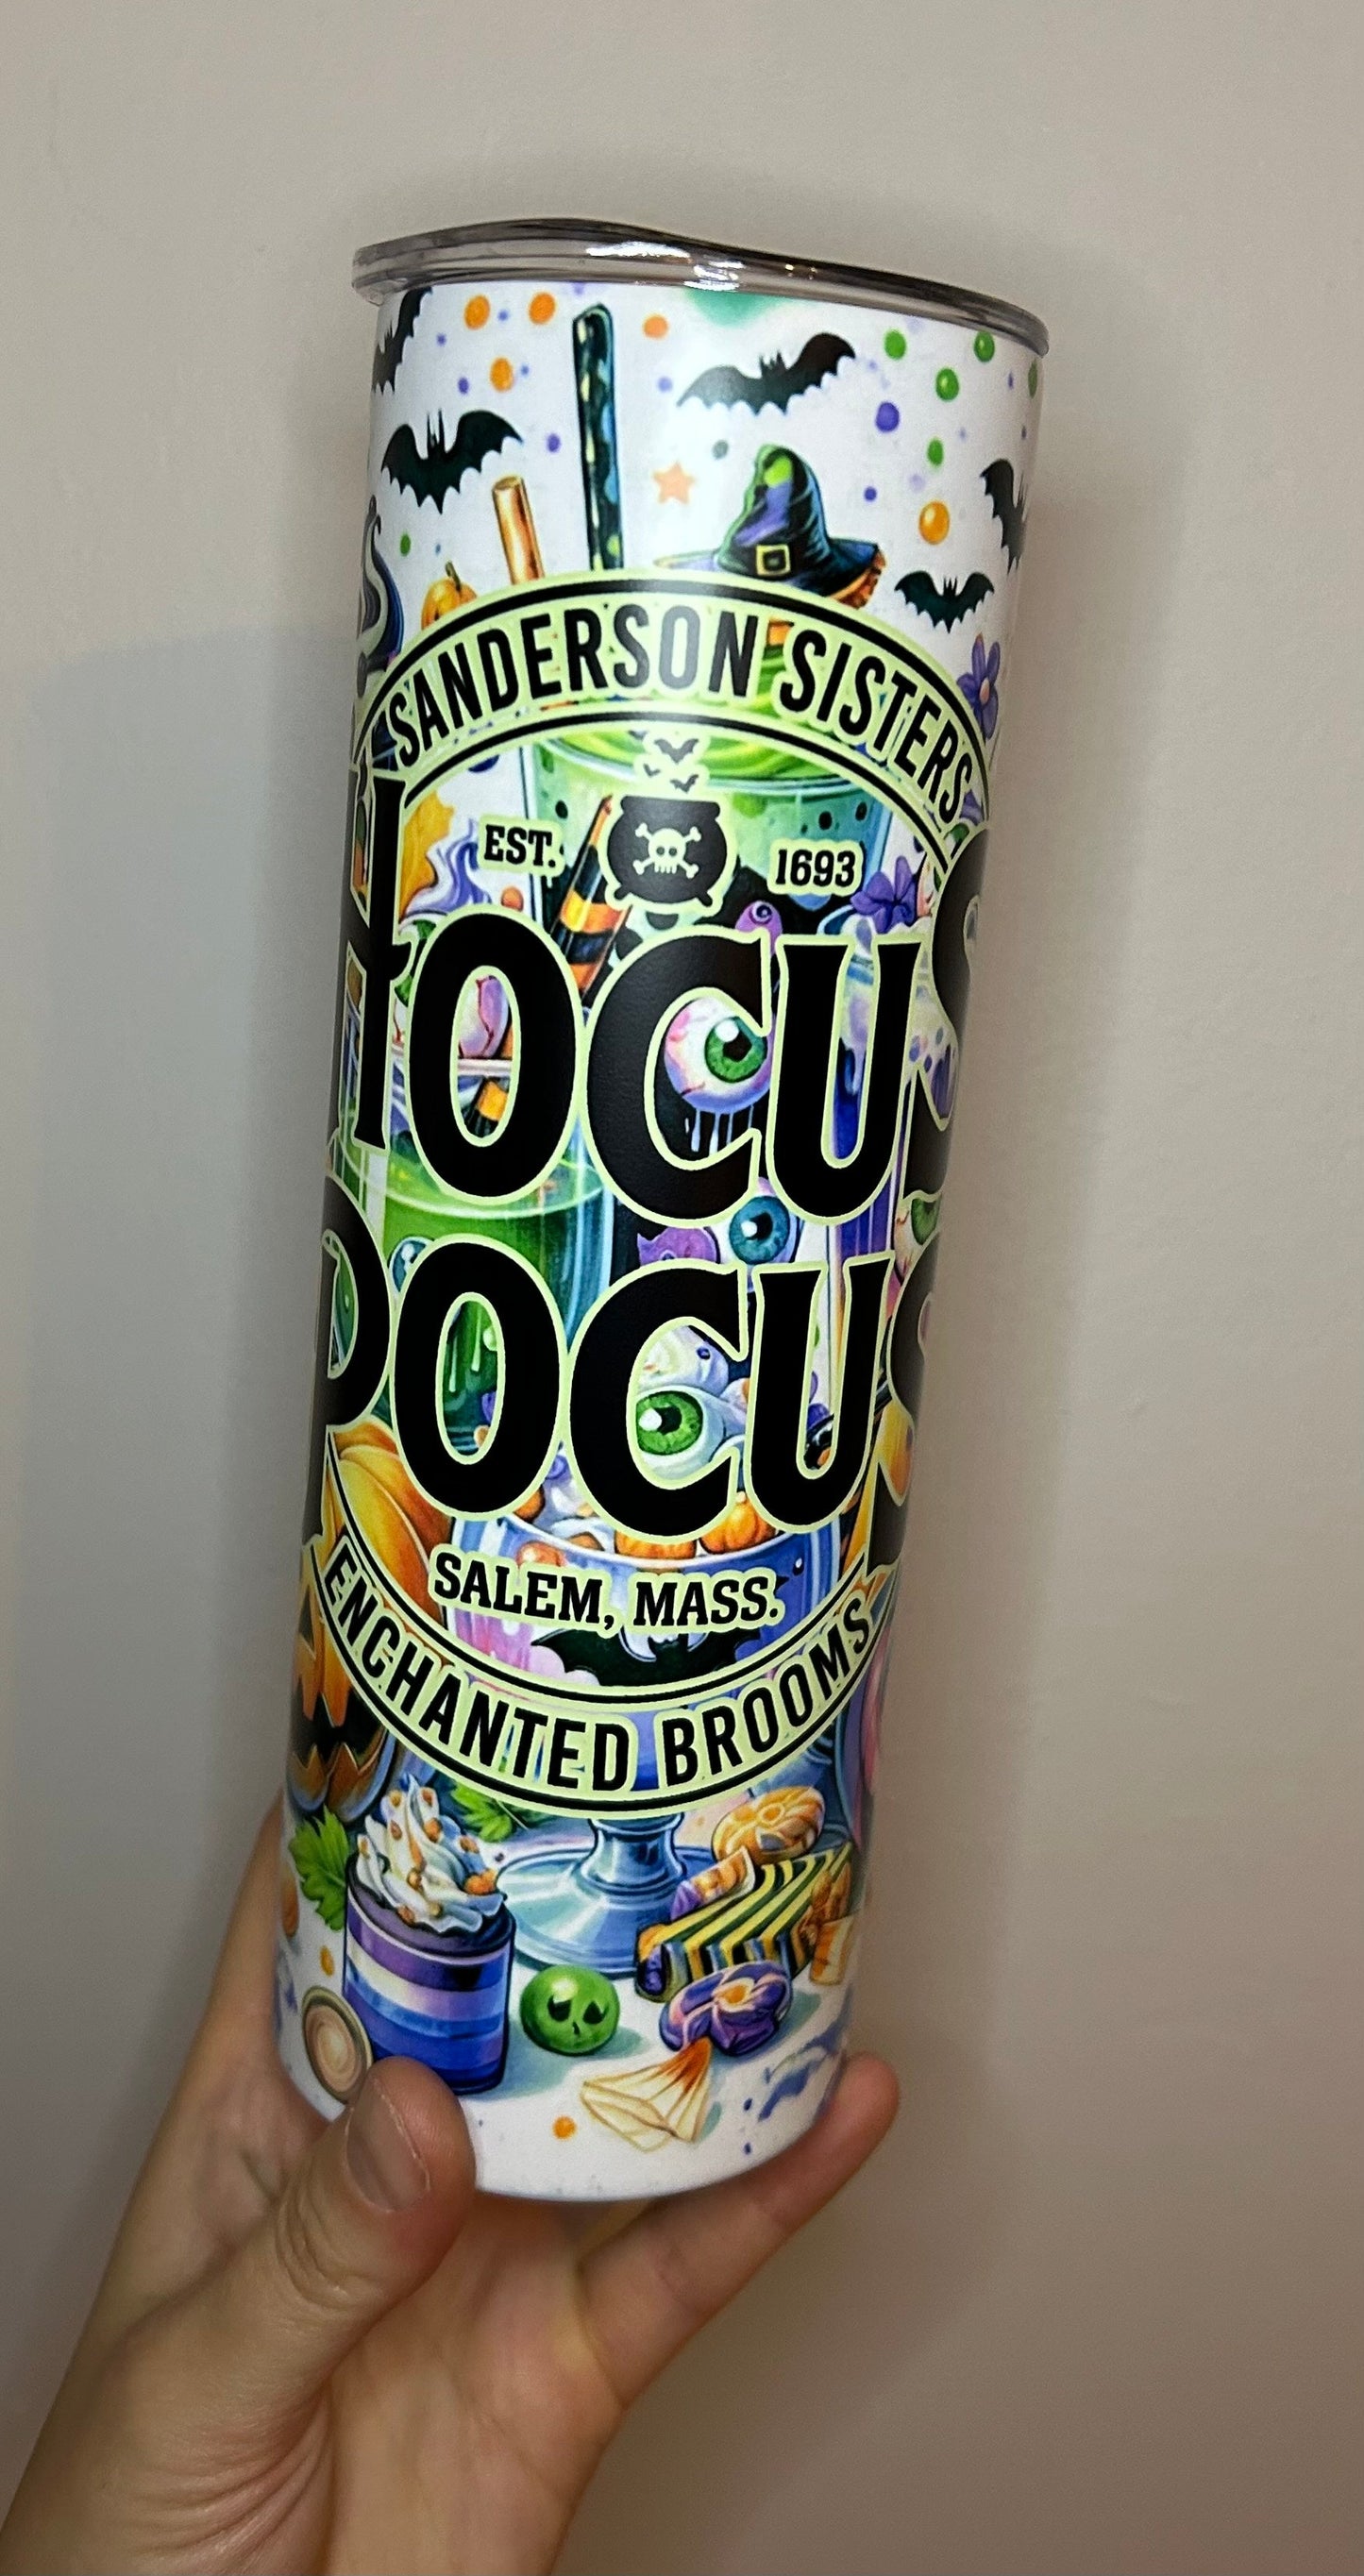 SANDERSON SISTERS
EST. 1693
HOCUS
POCUS
SALEM, MASS.
ENCHANTED BROOMS